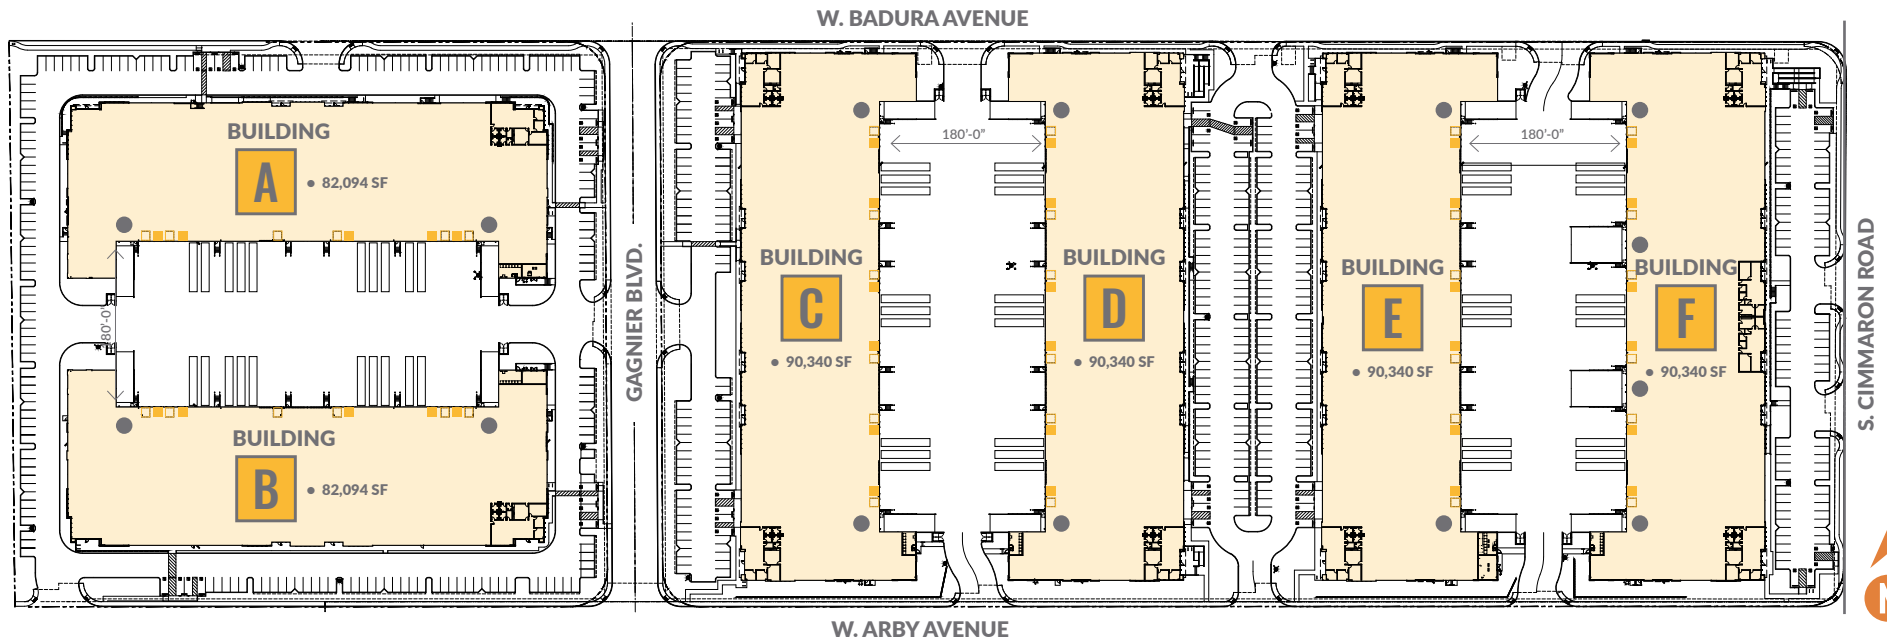 W. BADURA AVENUE
BUILDING
A
• 82,094 SF
180'-0"
BUILDING
B
• 82,094 SF
GAGNIER BLVD.
BUILDING
C
• 90,340 SF
180'-0"
BUILDING
D
• 90,340 SF
BUILDING
E
• 90,340 SF
180'-0"
BUILDING
F
• 90,340 SF
S. CIMMARON ROAD
N
W. ARBY AVENUE